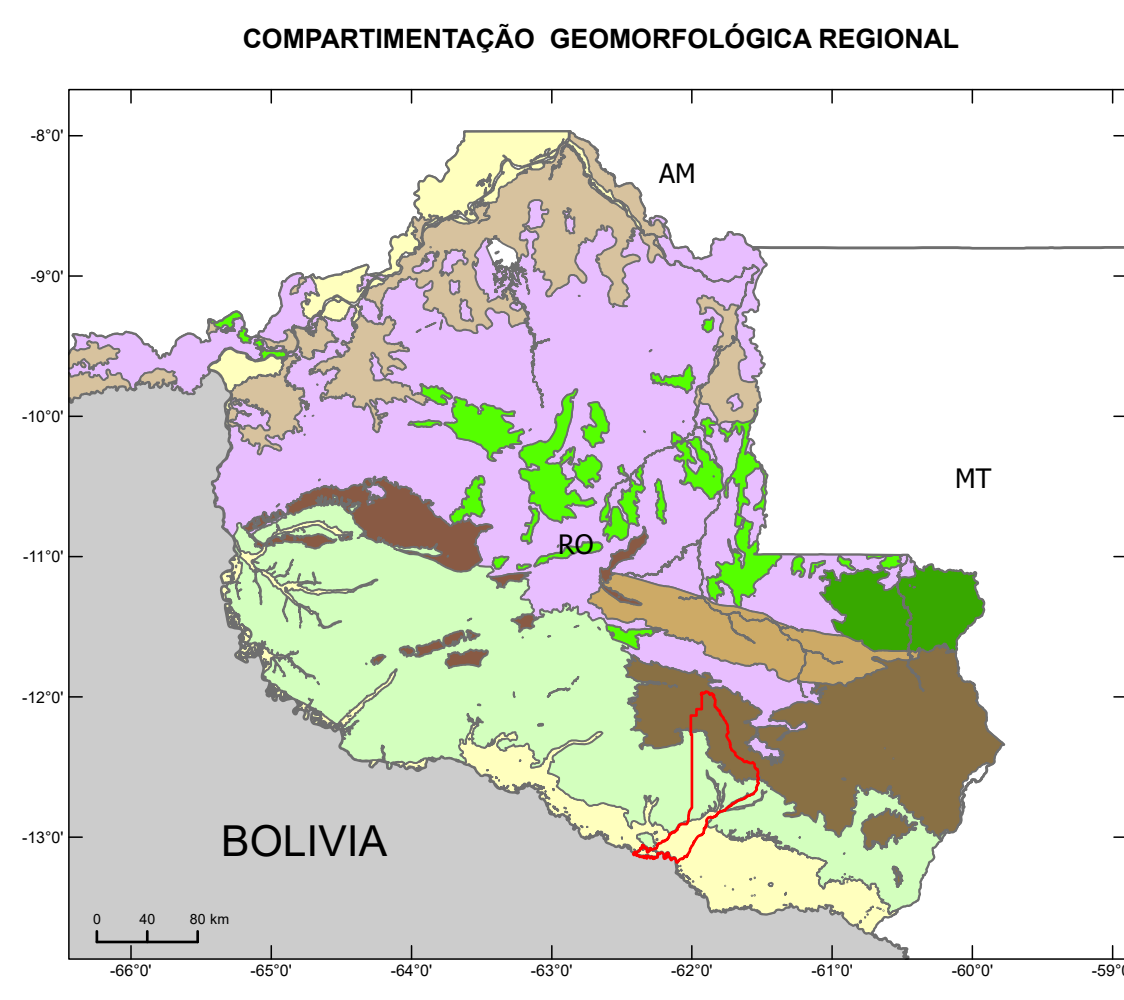 COMPARTIMENTAÇÃO GEOMORFOLÓGICA REGIONAL
-8°0'
AM
-9°0'
-10°0'
MT
RO
-11°0'
-12°0'
-13°0'
BOLIVIA
0 40 80 km
-66°0' -65°0' -64°0' -63°0' -62°0' -61°0' -60°0' -59°0